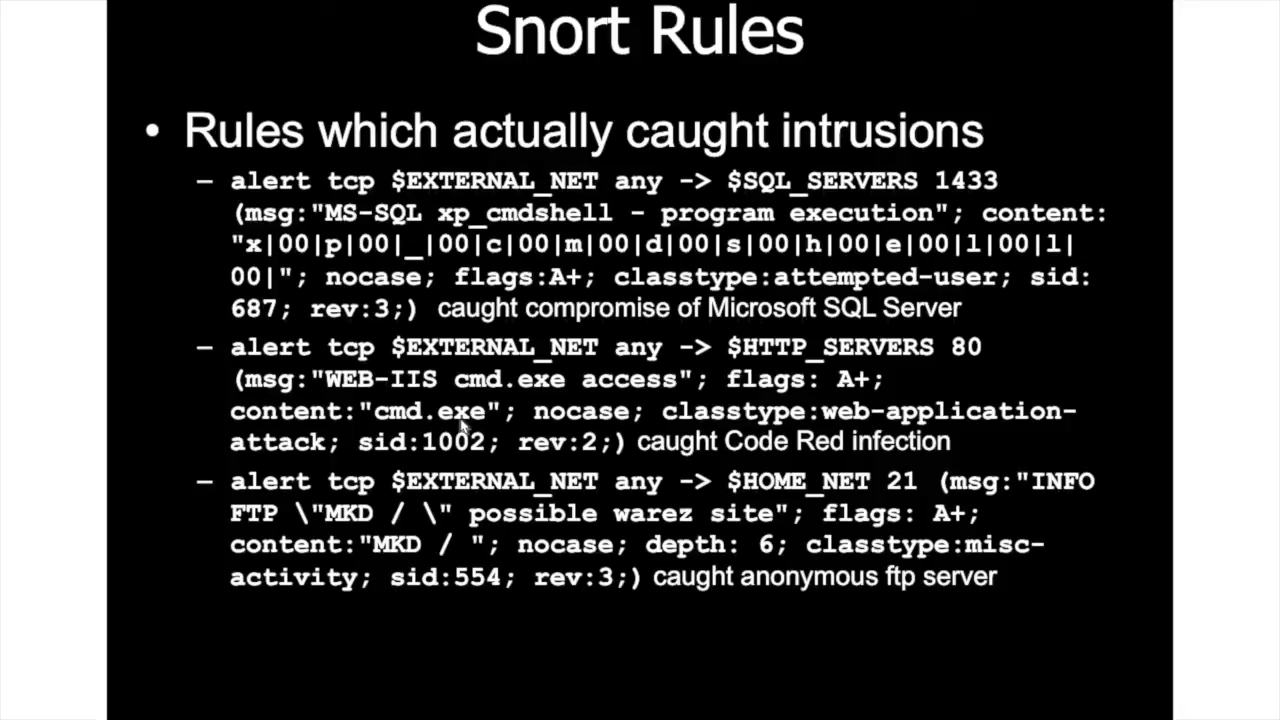 Snort Rules
• Rules which actually caught intrusions
– alert tcp $EXTERNAL_NET any -> $SQL_SERVERS 1433
(msg:"MS-SQL xp_cmdshell - program execution"; content:
"x|00|p|00|_|00|c|00|m|00|d|00|s|00|h|00|e|00|l|00|l|
00|"; nocase; flags:A+; classtype:attempted-user; sid:
687; rev:3;) caught compromise of Microsoft SQL Server
– alert tcp $EXTERNAL_NET any -> $HTTP_SERVERS 80
(msg:"WEB-IIS cmd.exe access"; flags: A+;
content:"cmd.exe"; nocase; classtype:web-application-
attack; sid:1002; rev:2;) caught Code Red infection
– alert tcp $EXTERNAL_NET any -> $HOME_NET 21 (msg:"INFO
FTP \"MKD / \" possible warez site"; flags: A+;
content:"MKD / "; nocase; depth: 6; classtype:misc-
activity; sid:554; rev:3;) caught anonymous ftp server